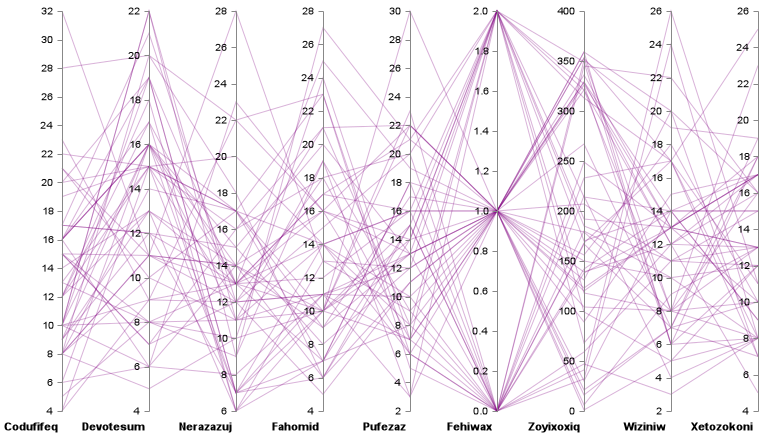 32 22 28 28 30 2.0 400 26 26
30 26 26 28 1.8 350 24 24
28 20 24 24 26 1.6 300 22 22
26 18 22 22 24 1.4 250 20 20
24 16 20 20 22 1.2 200 18 18
22 14 18 18 20 1.0 150 16 16
20 12 16 16 18 0.8 100 14 14
18 10 14 14 16 0.6 50 12 12
16 8 12 12 14 0.4 0 10 10
14 6 10 10 12 0.2 8 8
12 4 8 8 10 0.0 6 6
10 6 6 8 4 4
8 4 6 2 2
6 4
4 2
Codufifeq Devotesum Nerazazuj Fahomid Pufezaz Fehiwax Zoyixoxiq Wiziniw Xetozokoni